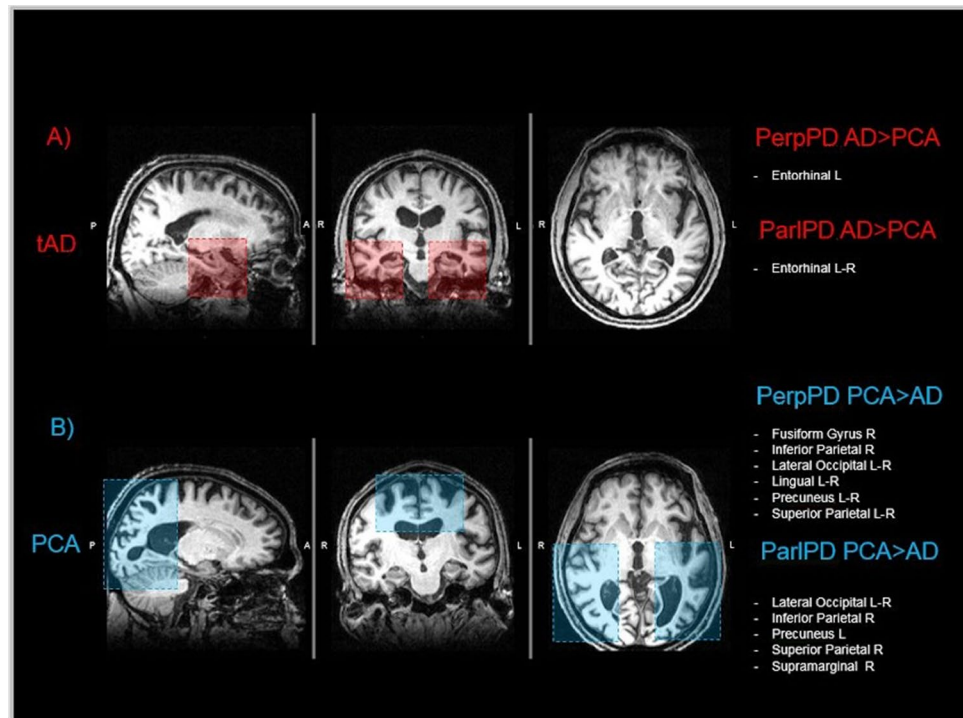 A)
tAD
P
A
R
L
R
L
PerpPD AD>PCA
- Entorhinal L
ParlPD AD>PCA
- Entorhinal L-R
B)
PCA
P
A
R
L
R
L
PerpPD PCA>AD
- Fusiform Gyrus R
- Inferior Parietal R
- Lateral Occipital L-R
- Lingual L-R
- Precuneus L-R
- Superior Parietal L-R
ParlPD PCA>AD
- Lateral Occipital L-R
- Inferior Parietal R
- Precuneus L
- Superior Parietal R
- Supramarginal R